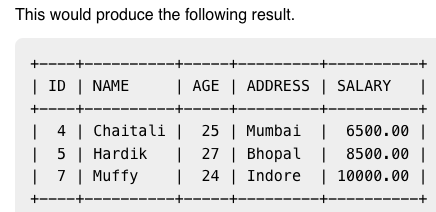 This would produce the following result.
+----+----------+-----+---------+----------+
| ID | NAME     | AGE | ADDRESS | SALARY   |
+----+----------+-----+---------+----------+
|  4 | Chaitali |  25 | Mumbai  |  6500.00 |
|  5 | Hardik   |  27 | Bhopal  |  8500.00 |
|  7 | Muffy    |  24 | Indore  | 10000.00 |
+----+----------+-----+---------+----------+